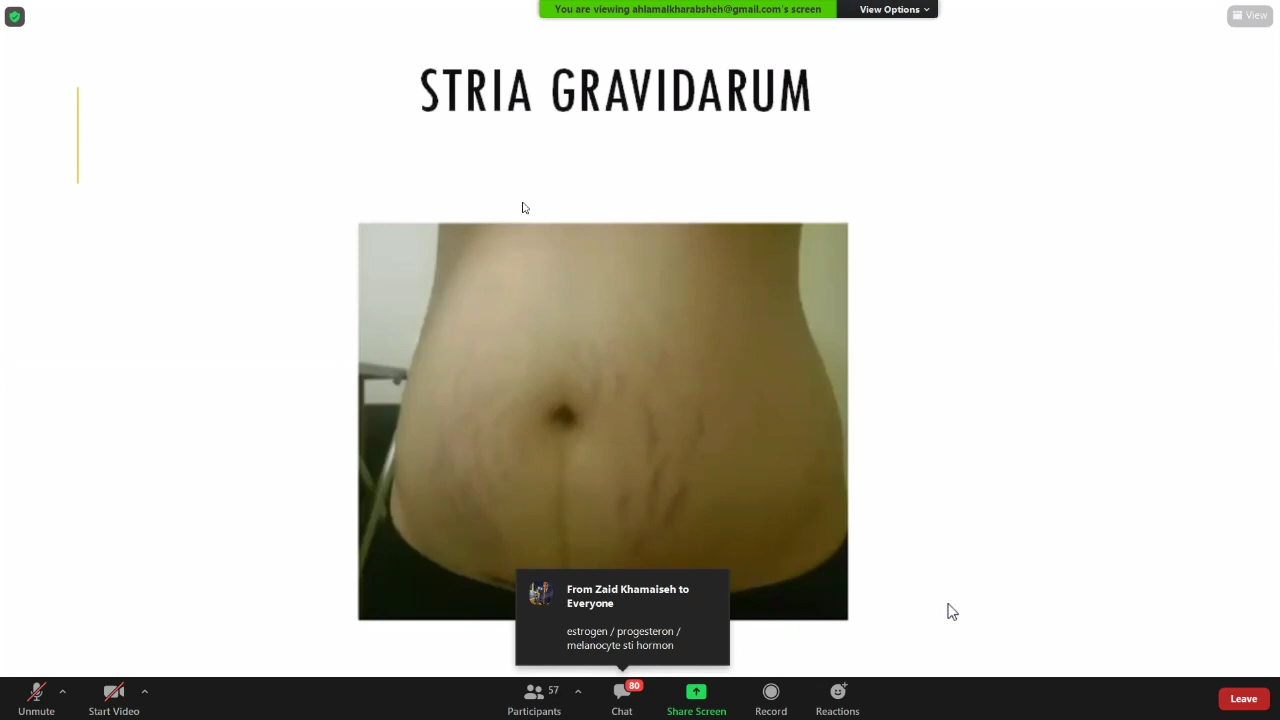 You are viewing ahlamalkharabsheh@gmail.com's screen
View Options
View
STRIA GRAVIDARUM
From Zaid Khamaiseh to
Everyone
estrogen / progesteron /
melanocyte sti hormon
Unmute
Start Video
57
Participants
80
Chat
Share Screen
Record
Reactions
Leave